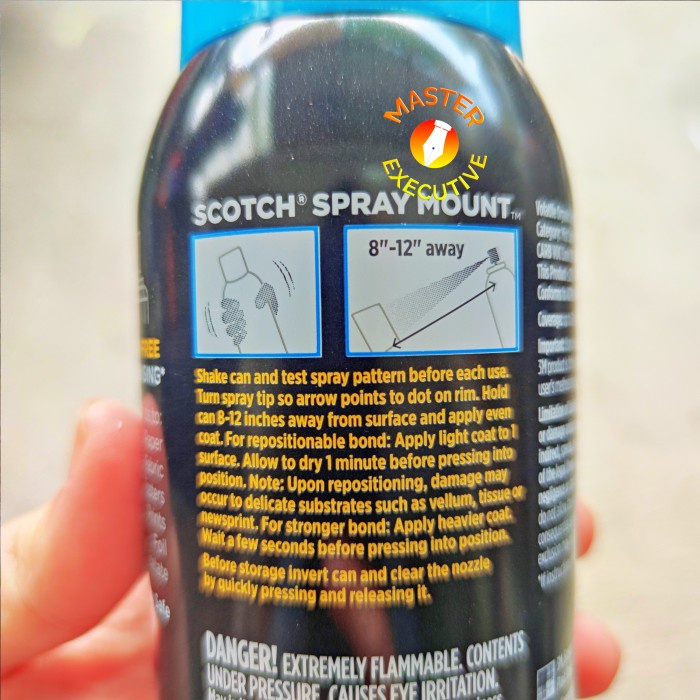 MASTER
EXECUTIVE
SCOTCH® SPRAY MOUNT™
8"-12" away
Shake can and test spray pattern before each use.
Turn spray tip so arrow points to dot on rim. Hold
can 8-12 inches away from surface and apply even
coat. For repositionable bond: Apply light coat to 1
surface. Allow to dry 1 minute before pressing into
position. Note: Upon repositioning, damage may
occur to delicate substrates such as vellum, tissue or
newsprint. For stronger bond: Apply heavier coat.
Wait a few seconds before pressing into position.
Before storage invert can and clear the nozzle
by quickly pressing and releasing it.
DANGER! EXTREMELY FLAMMABLE. CONTENTS
UNDER PRESSURE. CAUSES EYE IRRITATION.